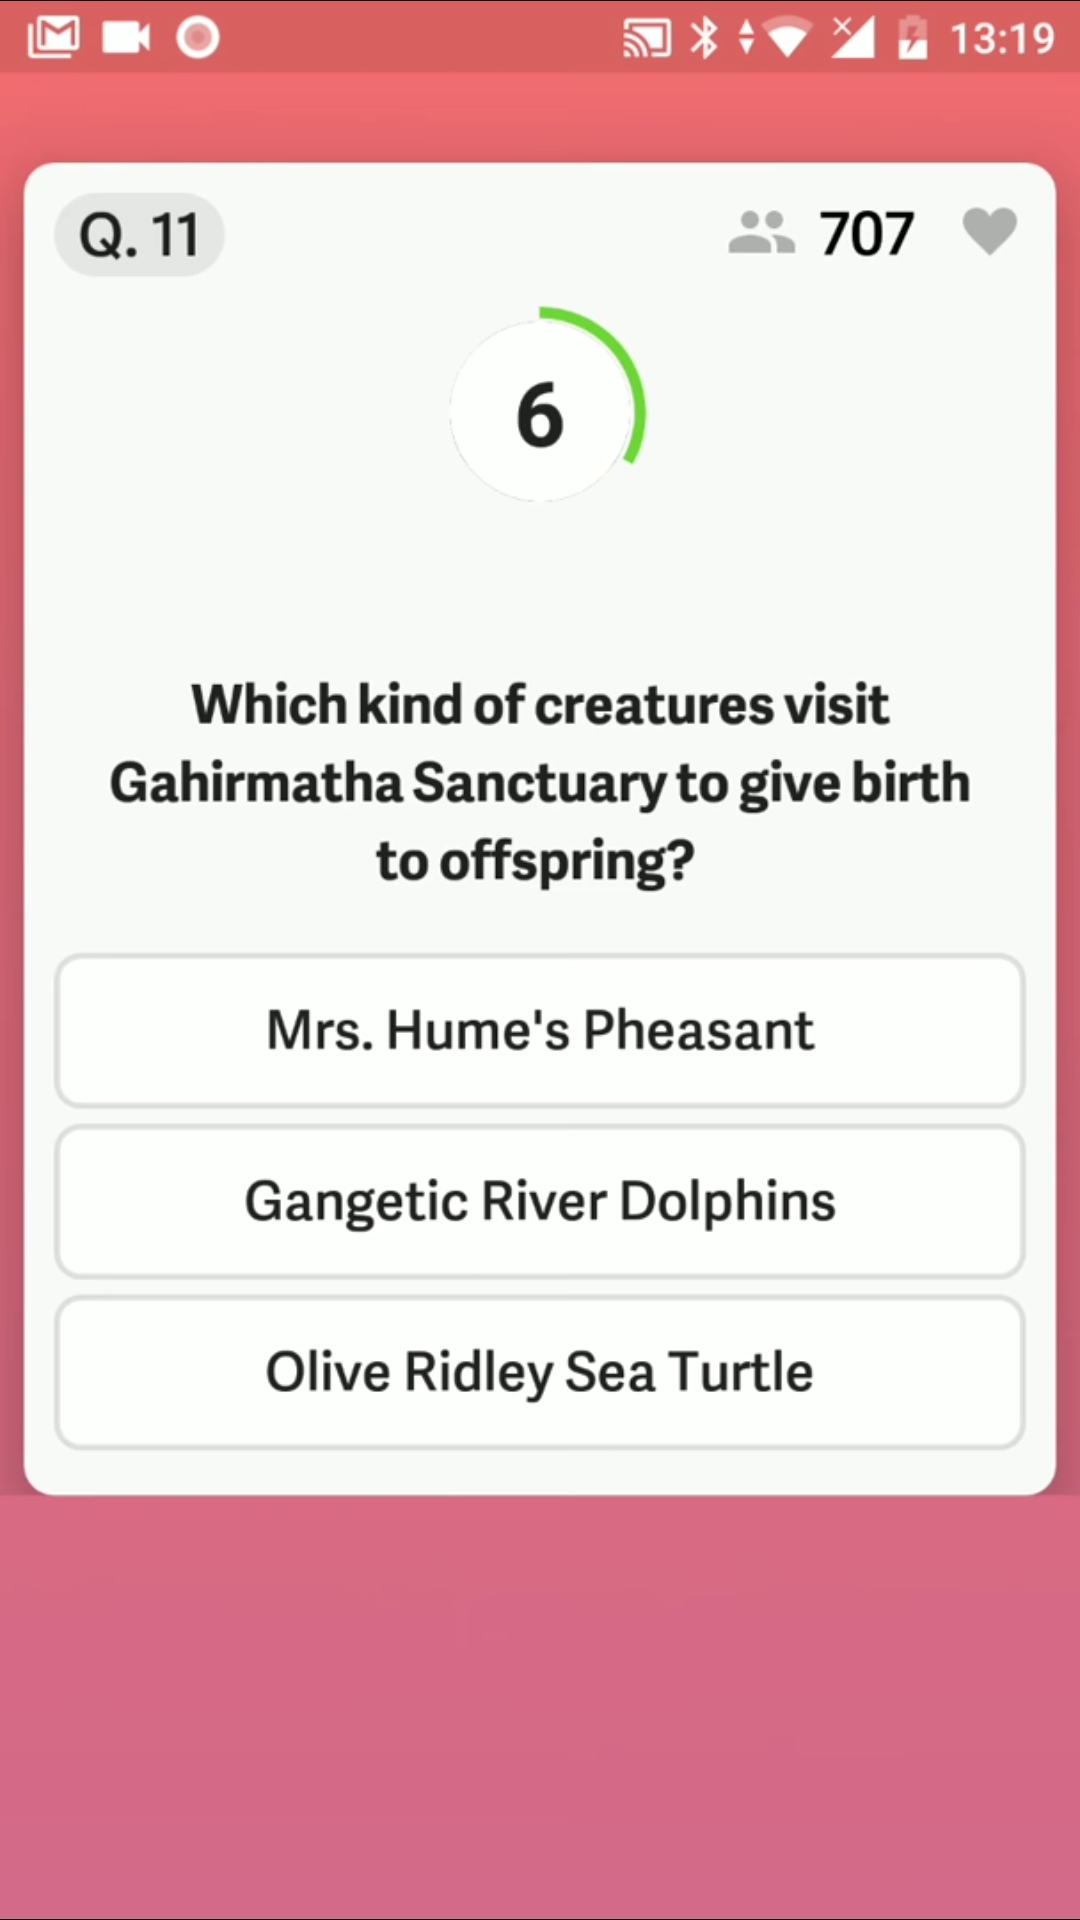 13:19
Q. 11
707
6
Which kind of creatures visit
Gahirmatha Sanctuary to give birth
to offspring?
Mrs. Hume's Pheasant
Gangetic River Dolphins
Olive Ridley Sea Turtle